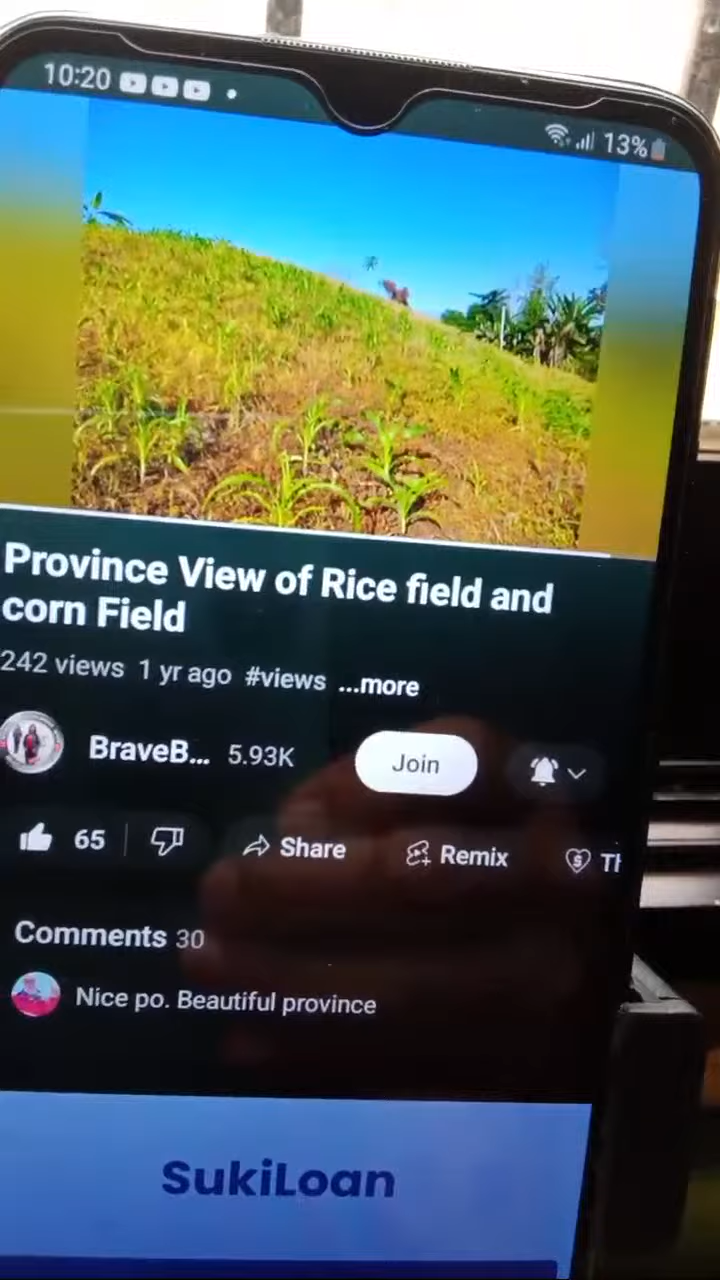 10:20
13%
Province View of Rice field and
corn Field
242 views 1 yr ago #views ...more
BraveB... 5.93K Join
65 Share Remix Th
Comments 30
Nice po. Beautiful province
SukiLoan